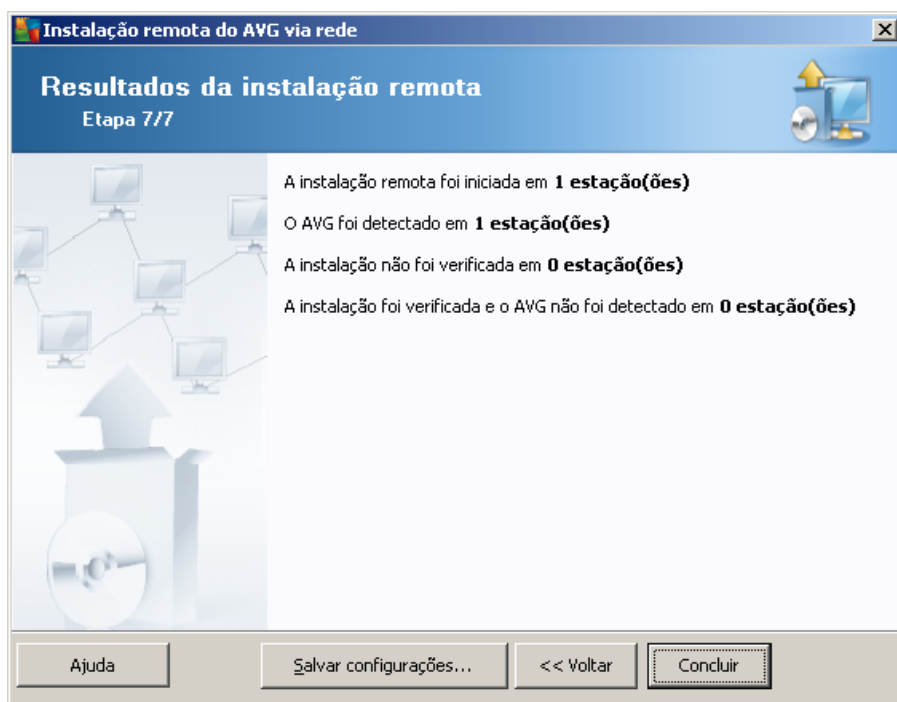 Instalação remota do AVG via rede
Resultados da instalação remota
Etapa 7/7
A instalação remota foi iniciada em 1 estação(ões)
O AVG foi detectado em 1 estação(ões)
A instalação não foi verificada em 0 estação(ões)
A instalação foi verificada e o AVG não foi detectado em 0 estação(ões)
Ajuda
Salvar configurações...
<< Voltar
Concluir